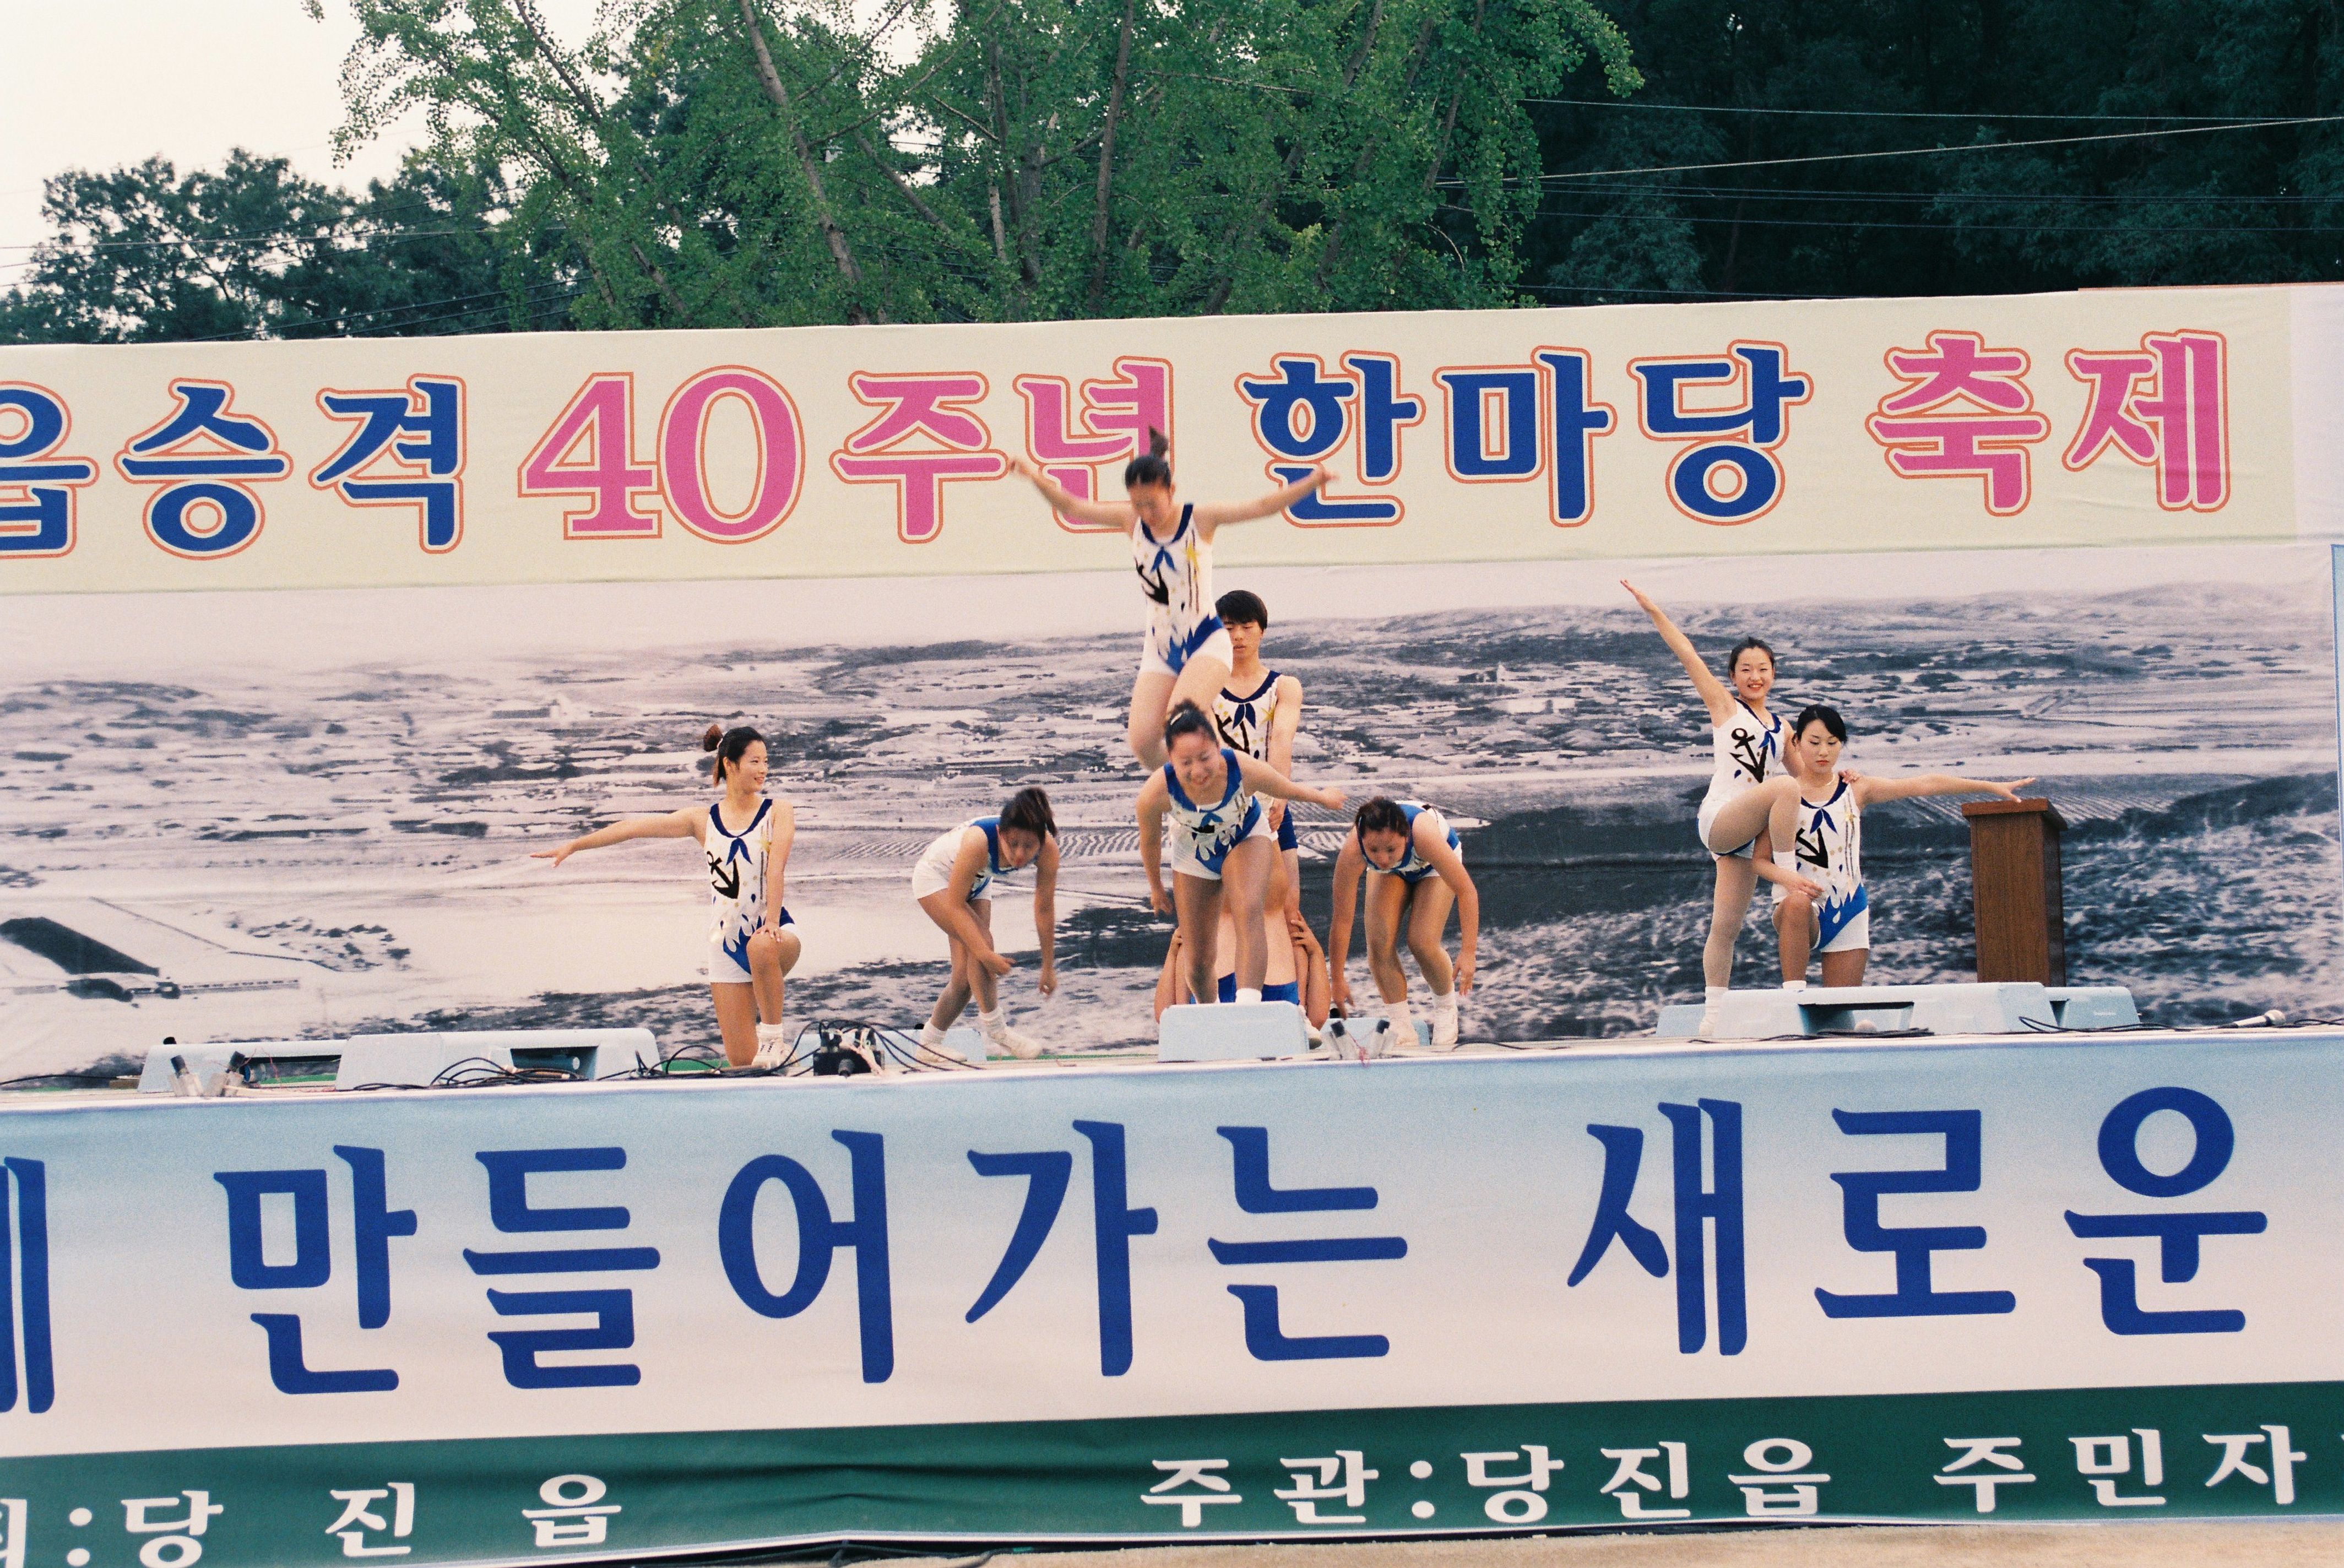 읍승격 40주년 한마당 축제
만들어가는 새로운
당진읍
주관:당진읍 주민자